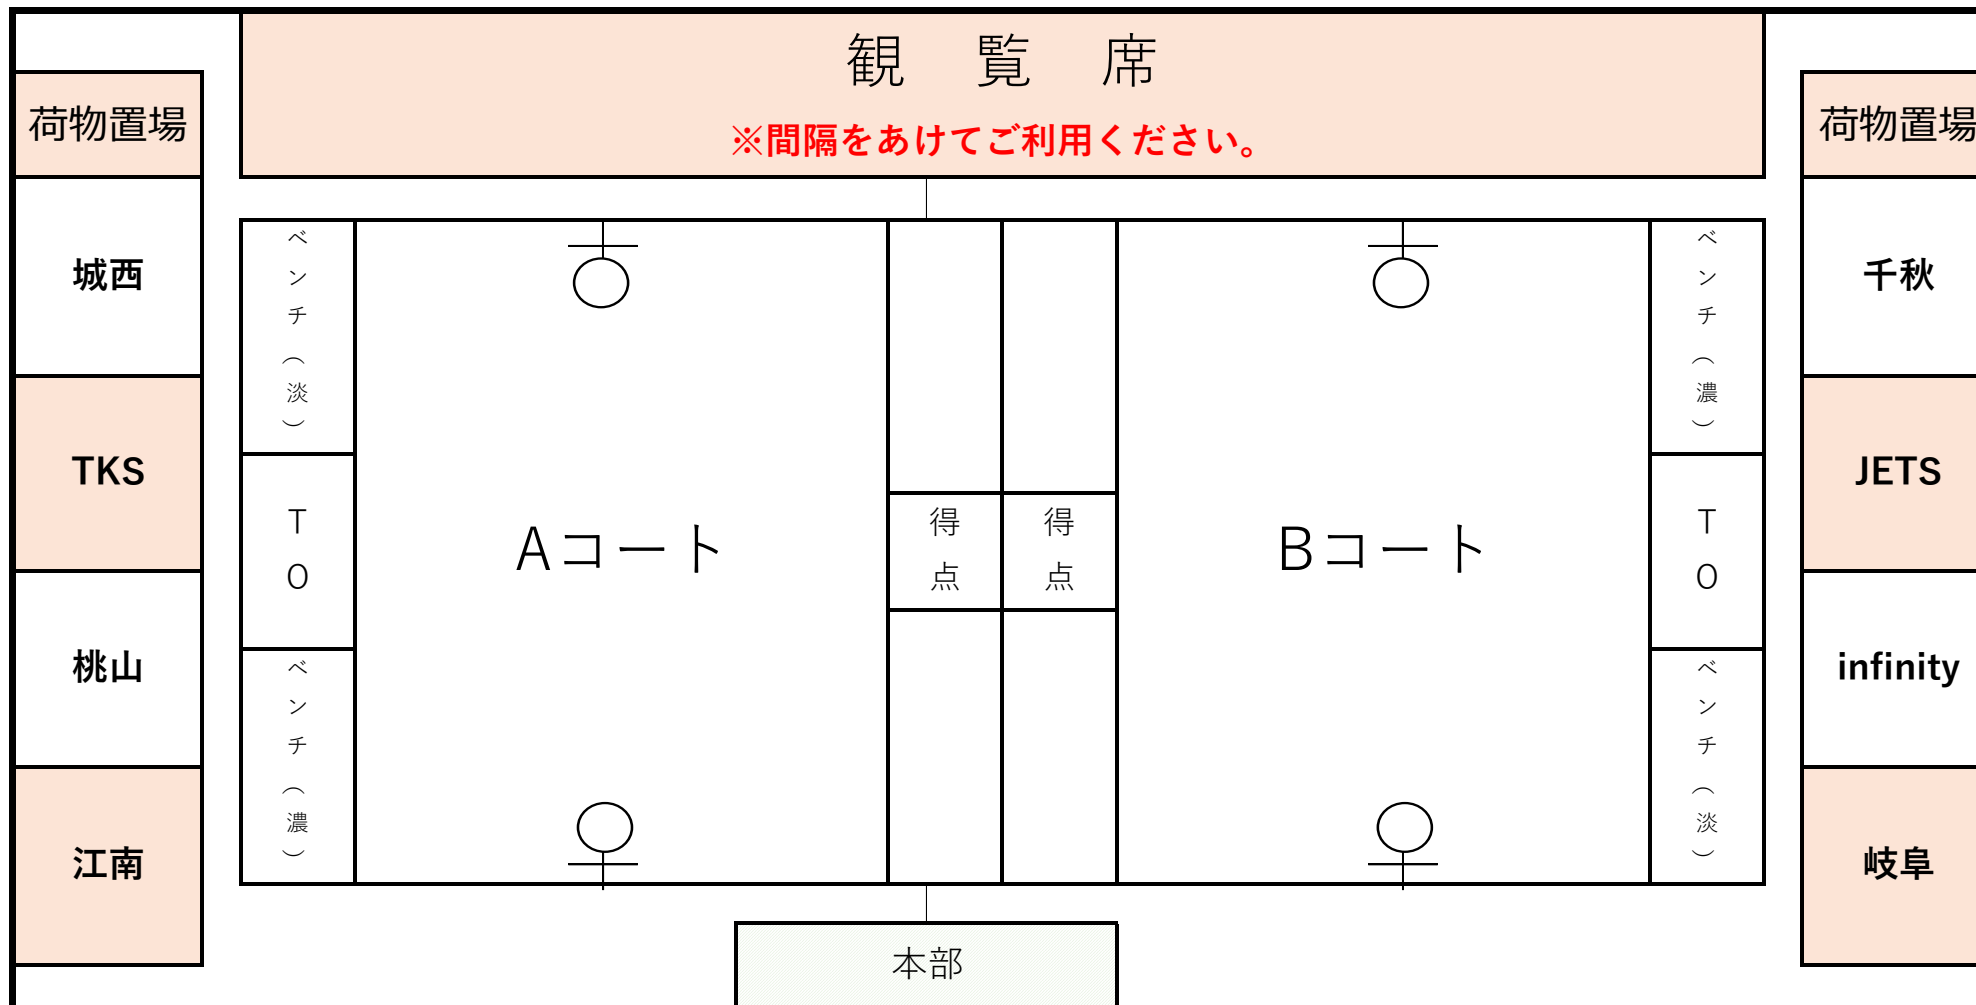 観覧席
※間隔をあけてご利用ください。
荷物置場
城西
TKS
桃山
江南
ベンチ（淡）
TO
ベンチ（濃）
Aコート
得点
得点
Bコート
ベンチ（濃）
TO
ベンチ（淡）
荷物置場
千秋
JETS
infinity
岐阜
本部